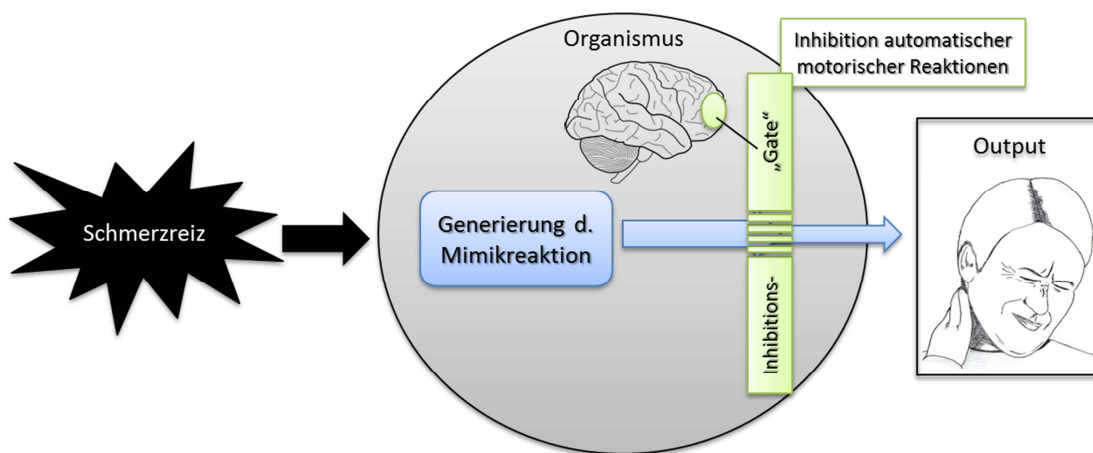 Organismus
Inhibition automatischer
motorischer Reaktionen
Schmerzreiz
Generierung d.
Mimikreaktion
Inhibitions-
„Gate“
Output